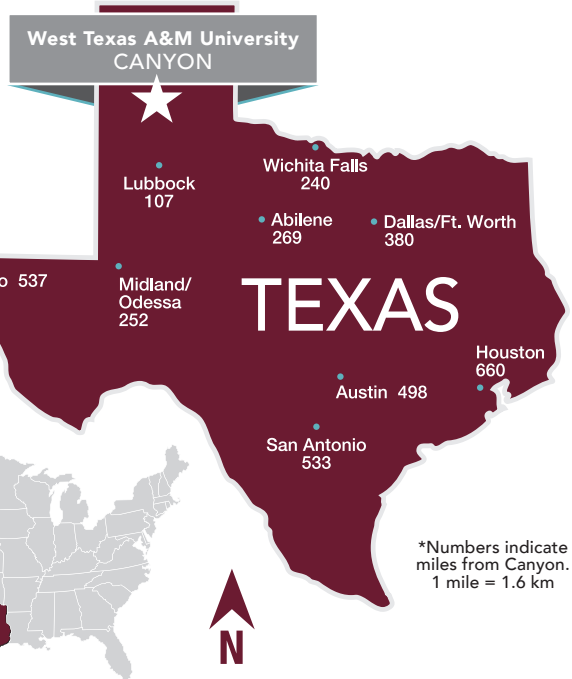 West Texas A&M University
CANYON
Wichita Falls
240
Lubbock
107
Abilene
269
Dallas/Ft. Worth
380
o 537
Midland/
Odessa
252
TEXAS
Houston
660
Austin 498
San Antonio
533
*Numbers indicate
miles from Canyon.
1 mile = 1.6 km
N